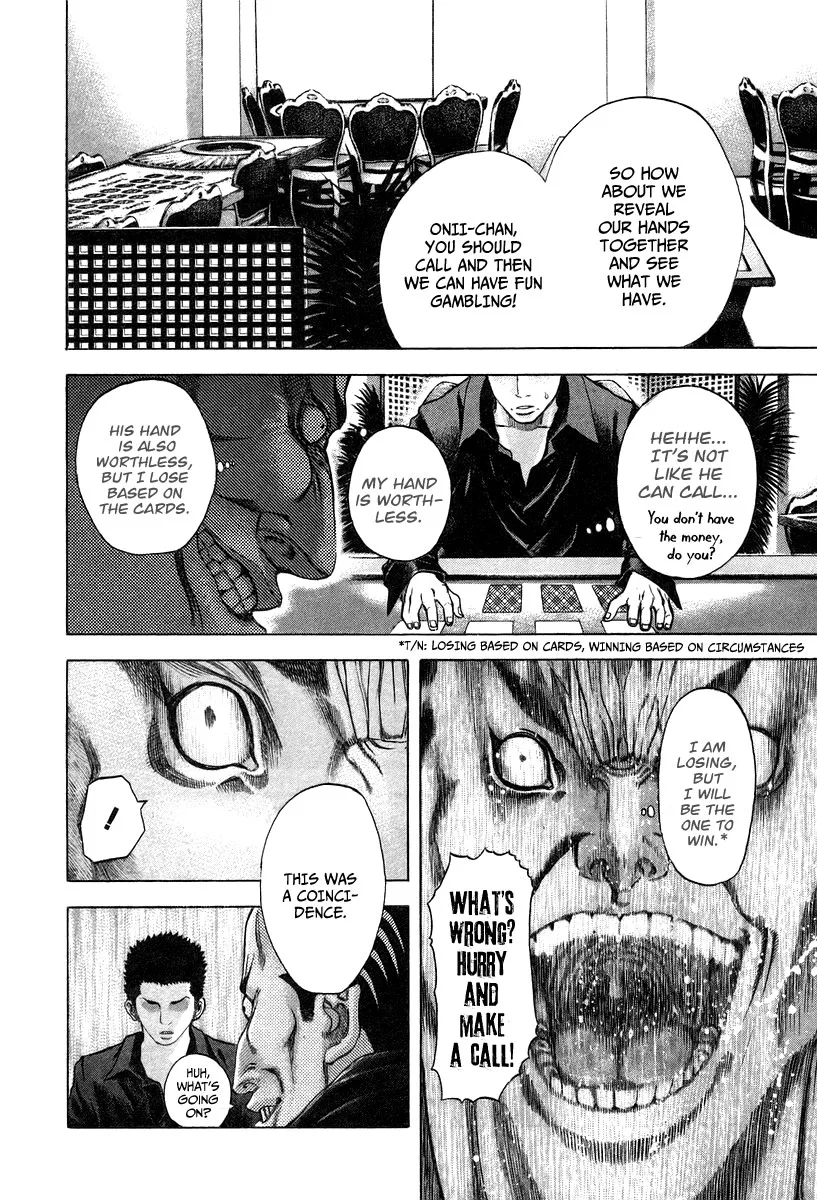 SO HOW
ABOUT WE
REVEAL
OUR HANDS
TOGETHER
AND SEE
WHAT WE
HAVE.
ONII-CHAN,
YOU SHOULD
CALL AND THEN
WE CAN HAVE FUN
GAMBLING!
HEHHE...
IT'S NOT
LIKE HE
CAN CALL...
You don't have
the money,
do you?
MY HAND
IS WORTH-
LESS.
HIS HAND
IS ALSO
WORTHLESS,
BUT I LOSE
BASED ON
THE CARDS.
*T/N: LOSING BASED ON CARDS, WINNING BASED ON CIRCUMSTANCES
I AM
LOSING,
BUT I
WILL BE
THE ONE
TO WIN.*
WHAT'S
WRONG?
HURRY
AND
MAKE
A CALL!
!
THIS WAS
A COINCI-
DENCE.
HUH,
WHAT'S
GOING
ON?